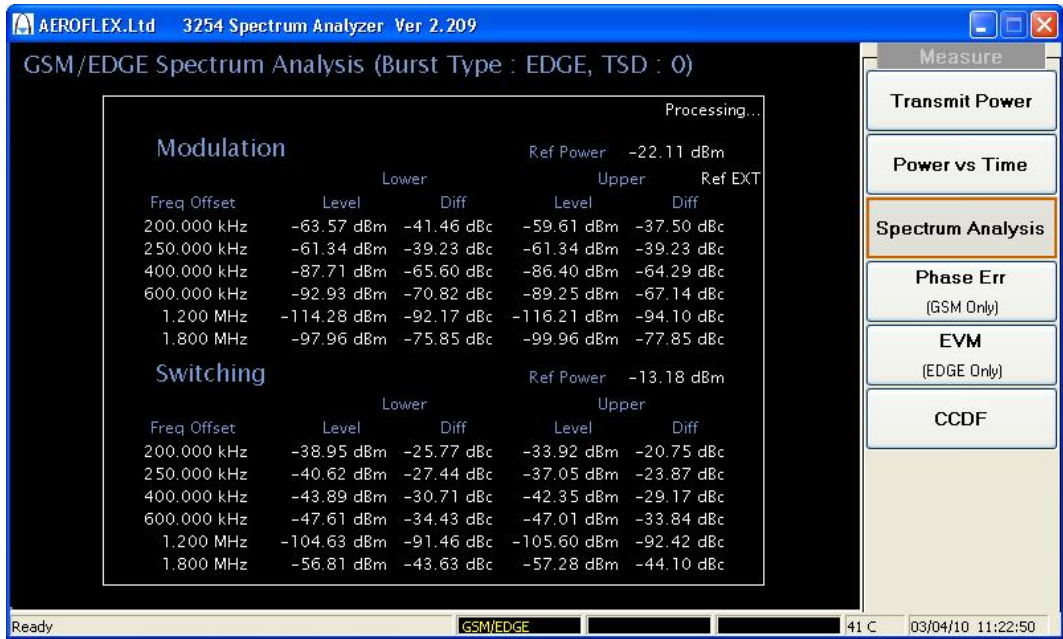 AEROFLEX.Ltd 3254 Spectrum Analyzer Ver 2.209
GSM/EDGE Spectrum Analysis (Burst Type : EDGE, TSD : 0)
Processing...
Modulation Ref Power -22.11 dBm
Lower Upper Ref EXT
Freq Offset Level Diff Level Diff
200.000 kHz -63.57 dBm -41.46 dBc -59.61 dBm -37.50 dBc
250.000 kHz -61.34 dBm -39.23 dBc -61.34 dBm -39.23 dBc
400.000 kHz -87.71 dBm -65.60 dBc -86.40 dBm -64.29 dBc
600.000 kHz -92.93 dBm -70.82 dBc -89.25 dBm -67.14 dBc
1.200 MHz -114.28 dBm -92.17 dBc -116.21 dBm -94.10 dBc
1.800 MHz -97.96 dBm -75.85 dBc -99.96 dBm -77.85 dBc
Switching Ref Power -13.18 dBm
Lower Upper
Freq Offset Level Diff Level Diff
200.000 kHz -38.95 dBm -25.77 dBc -33.92 dBm -20.75 dBc
250.000 kHz -40.62 dBm -27.44 dBc -37.05 dBm -23.87 dBc
400.000 kHz -43.89 dBm -30.71 dBc -42.35 dBm -29.17 dBc
600.000 kHz -47.61 dBm -34.43 dBc -47.01 dBm -33.84 dBc
1.200 MHz -104.63 dBm -91.46 dBc -105.60 dBm -92.42 dBc
1.800 MHz -56.81 dBm -43.63 dBc -57.28 dBm -44.10 dBc
Measure
Transmit Power
Power vs Time
Spectrum Analysis
Phase Err
(GSM Only)
EVM
(EDGE Only)
CCDF
Ready GSM/EDGE 41 C 03/04/10 11:22:50